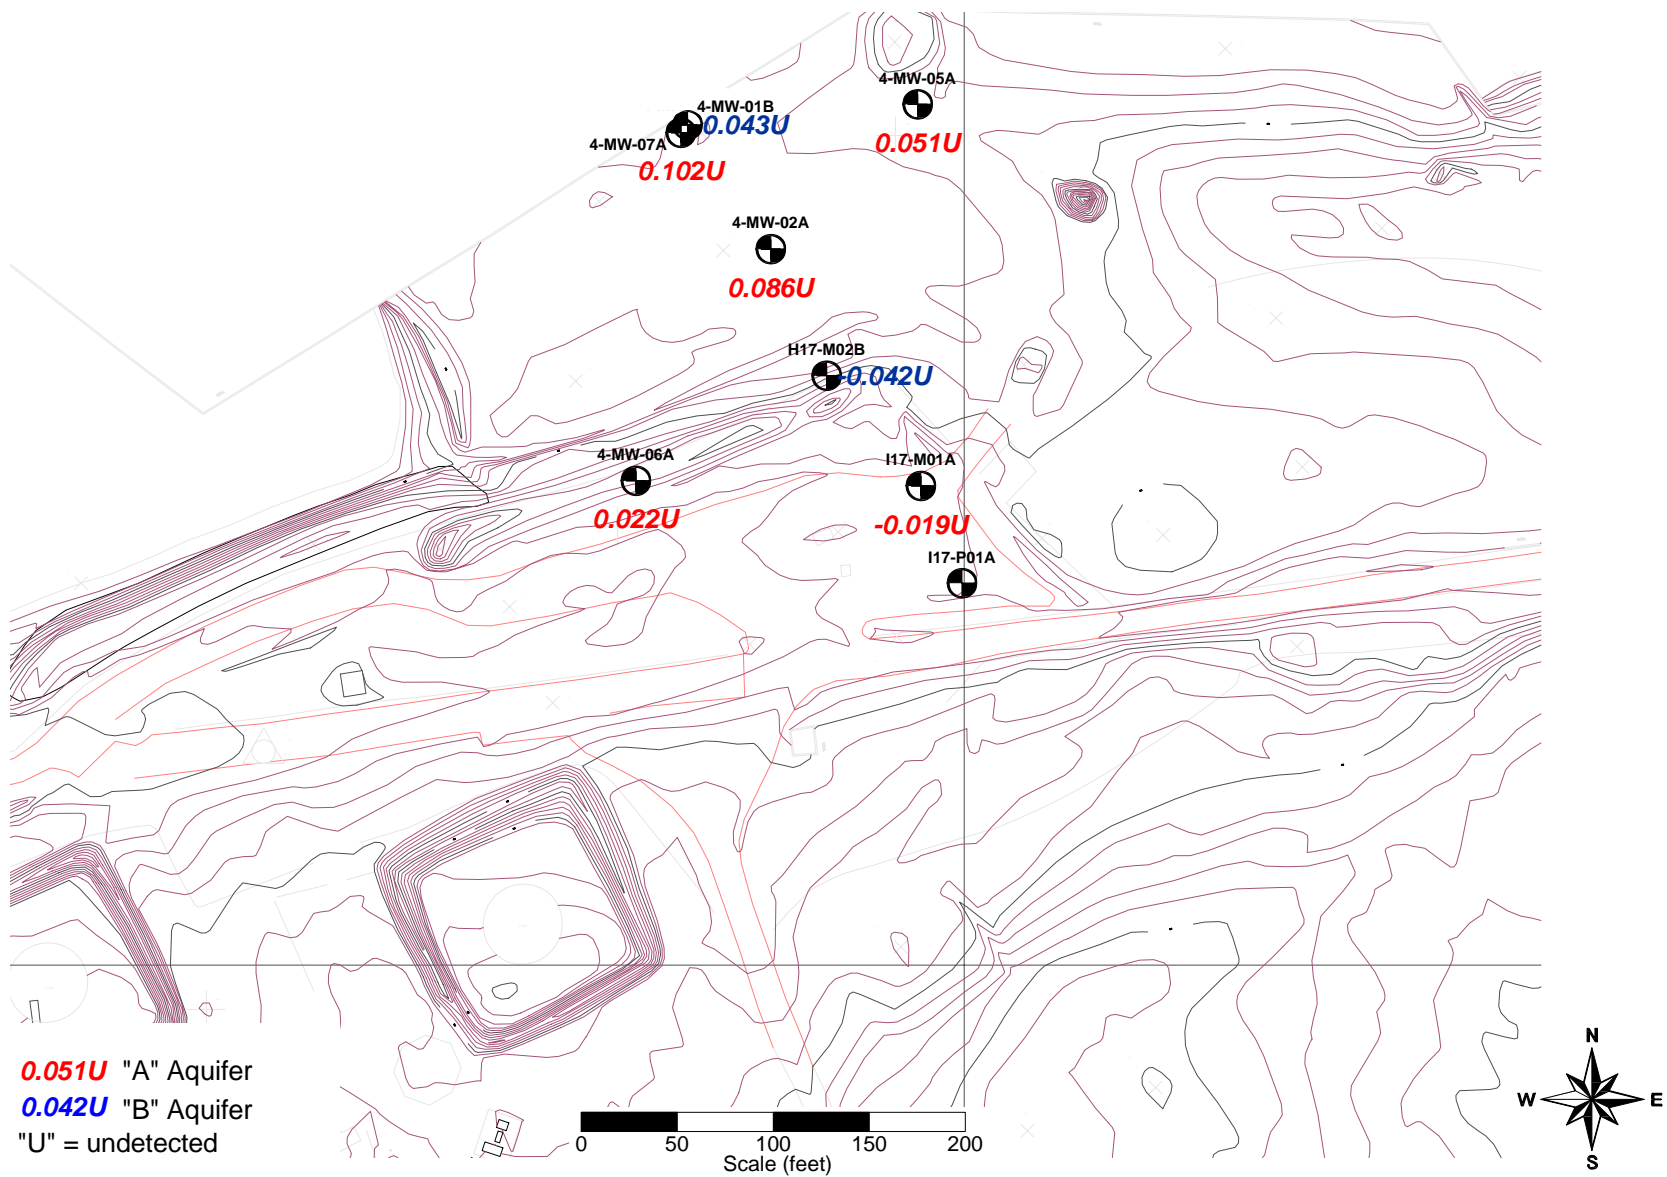 4-MW-05A
0.051U
4-MW-01B
0.043U
4-MW-07A
0.102U
4-MW-02A
0.086U
H17-M02B
-0.042U
4-MW-06A
0.022U
I17-M01A
-0.019U
I17-P01A
0.051U "A" Aquifer
0.042U "B" Aquifer
"U" = undetected
0 50 100 150 200
Scale (feet)
N
W E
S